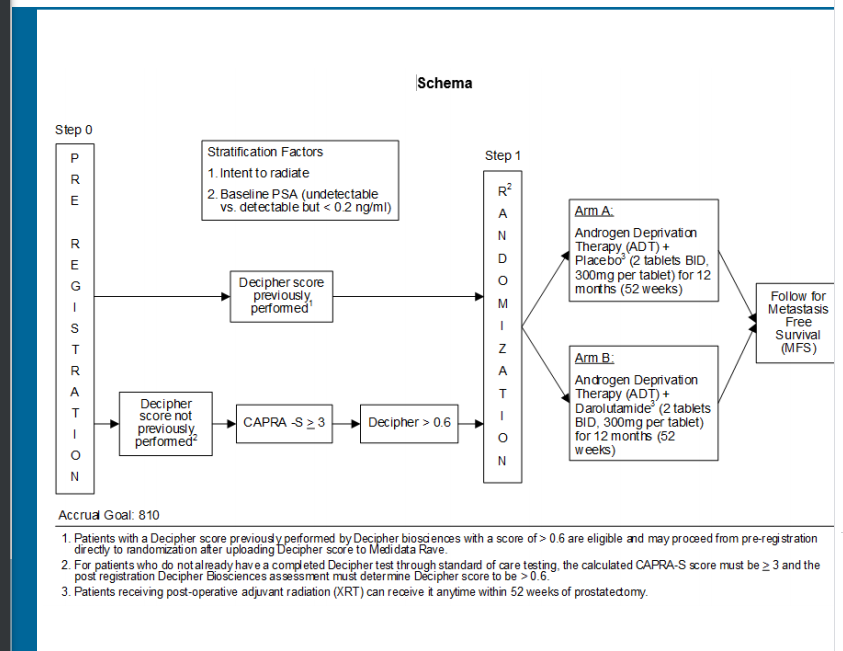 Schema
Step 0
P
R
E
R
E
G
I
S
T
R
A
T
I
O
N
Stratification Factors
1. Intent to radiate
2. Baseline PSA (undetectable
vs. detectable but < 0.2 ng/ml)
Decipher score
previously
performed1
Decipher
score not
previously
performed2
CAPRA -S ≥ 3
Decipher > 0.6
Step 1
R2
A
N
D
O
M
I
Z
A
T
I
O
N
Arm A:
Androgen Deprivation
Therapy (ADT) +
Placebo3 (2 tablets BID,
300mg per tablet) for 12
months (52 weeks)
Arm B:
Androgen Deprivation
Therapy (ADT) +
Darolutamide3 (2 tablets
BID, 300mg per tablet)
for 12 months (52
weeks)
Follow for
Metastasis
Free
Survival
(MFS)
Accrual Goal: 810
1. Patients with a Decipher score previously performed by Decipher biosciences with a score of > 0.6 are eligible and may proceed from pre-registration
directly to randomization after uploading Decipher score to Medidata Rave.
2. For patients who do not already have a completed Decipher test through standard of care testing, the calculated CAPRA-S score must be ≥ 3 and the
post registration Decipher Biosciences assessment must determine Decipher score to be > 0.6.
3. Patients receiving post-operative adjuvant radiation (XRT) can receive it anytime within 52 weeks of prostatectomy.